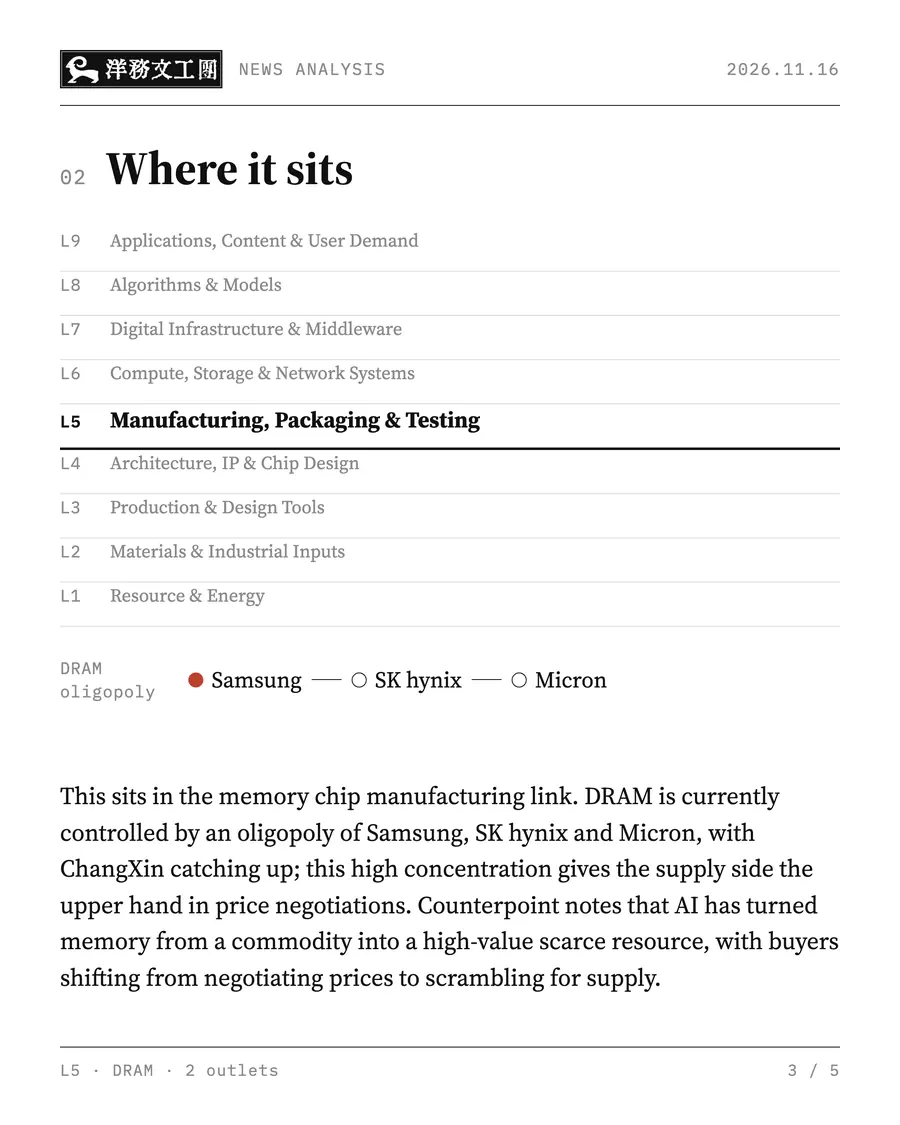 洋務文工團 NEWS ANALYSIS 2026.11.16
02 Where it sits
L9 Applications, Content & User Demand
L8 Algorithms & Models
L7 Digital Infrastructure & Middleware
L6 Compute, Storage & Network Systems
L5 Manufacturing, Packaging & Testing
L4 Architecture, IP & Chip Design
L3 Production & Design Tools
L2 Materials & Industrial Inputs
L1 Resource & Energy
DRAM
oligopoly
Samsung — SK hynix — Micron
This sits in the memory chip manufacturing link. DRAM is currently
controlled by an oligopoly of Samsung, SK hynix and Micron, with
ChangXin catching up; this high concentration gives the supply side the
upper hand in price negotiations. Counterpoint notes that AI has turned
memory from a commodity into a high-value scarce resource, with buyers
shifting from negotiating prices to scrambling for supply.
L5 · DRAM · 2 outlets 3 / 5